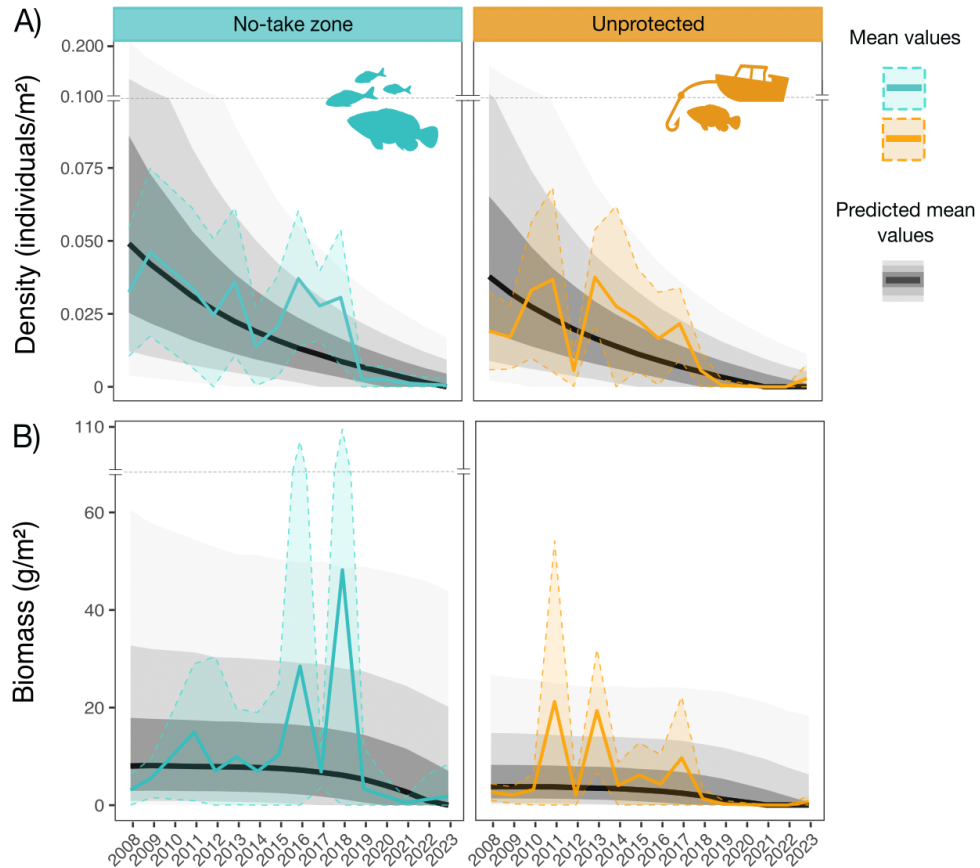 A)
No-take zone
Unprotected
Mean values
Predicted mean
values
Density (individuals/m²)
0.200
0.100
0.075
0.050
0.025
0
B)
Biomass (g/m²)
110
60
40
20
0
2008 2009 2010 2011 2012 2013 2014 2015 2016 2017 2018 2019 2020 2021 2022 2023
2008 2009 2010 2011 2012 2013 2014 2015 2016 2017 2018 2019 2020 2021 2022 2023